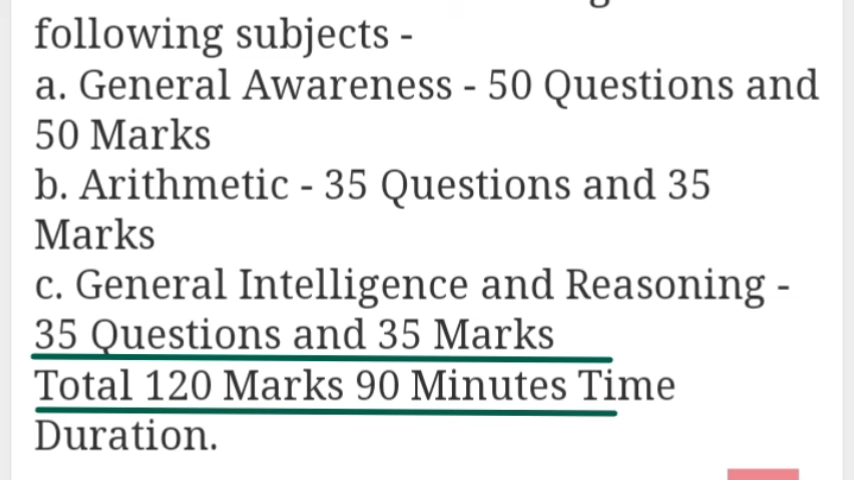 following subjects -
a. General Awareness - 50 Questions and
50 Marks
b. Arithmetic - 35 Questions and 35
Marks
c. General Intelligence and Reasoning -
35 Questions and 35 Marks
Total 120 Marks 90 Minutes Time
Duration.